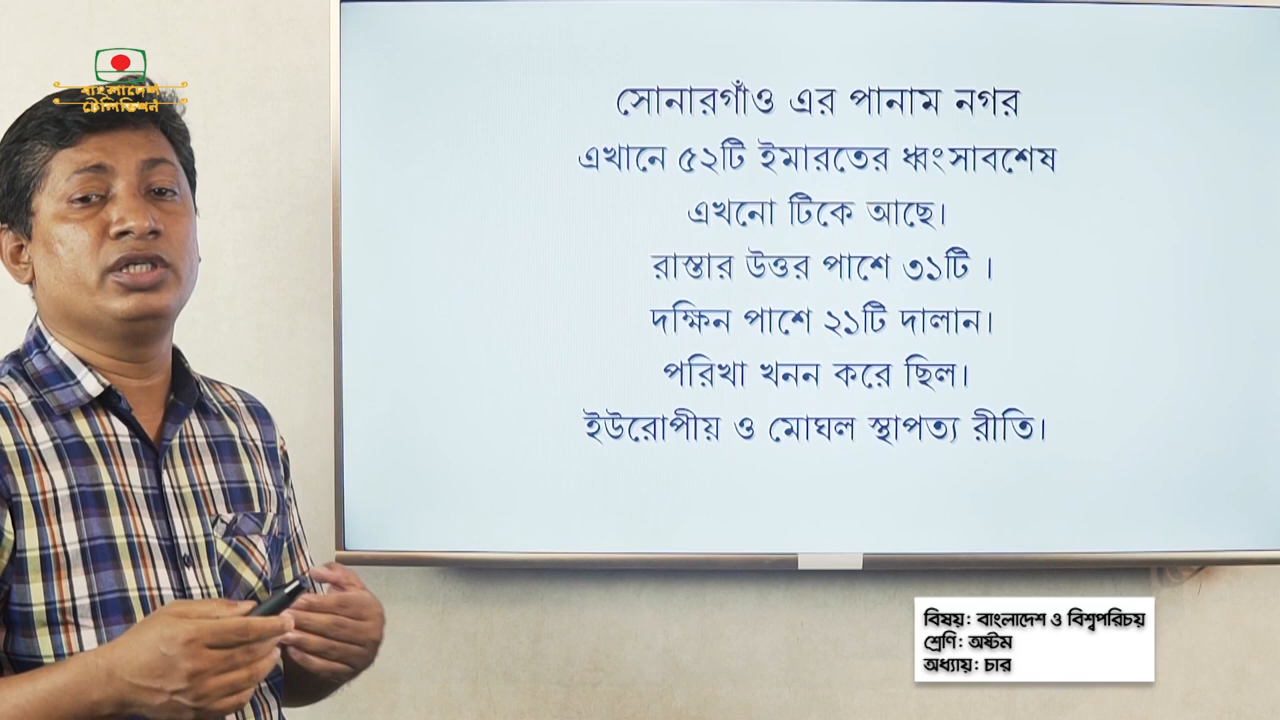 বাংলাদেশ
টেলিভিশন
সোনারগাঁও এর পানাম নগর
এখানে ৫২টি ইমারতের ধ্বংসাবশেষ
এখনো টিকে আছে।
রাস্তার উত্তর পাশে ৩১টি ।
দক্ষিন পাশে ২১টি দালান।
পরিখা খনন করে ছিল।
ইউরোপীয় ও মোঘল স্থাপত্য রীতি।
বিষয়: বাংলাদেশ ও বিশ্বপরিচয়
শ্রেণি: অষ্টম
অধ্যায়: চার